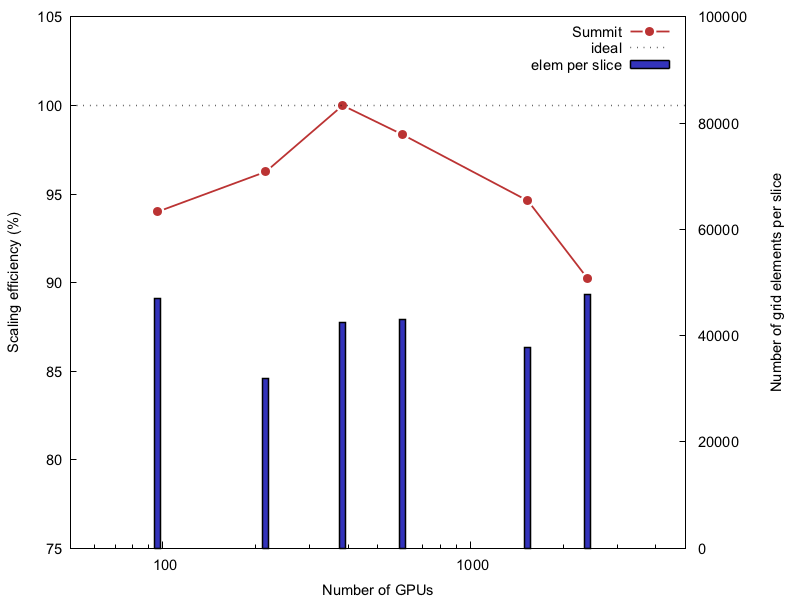 105
100
95
90
85
80
75
Scaling efficiency (%)
Summit
ideal
elem per slice
100000
80000
60000
40000
20000
0
Number of grid elements per slice
100
1000
Number of GPUs